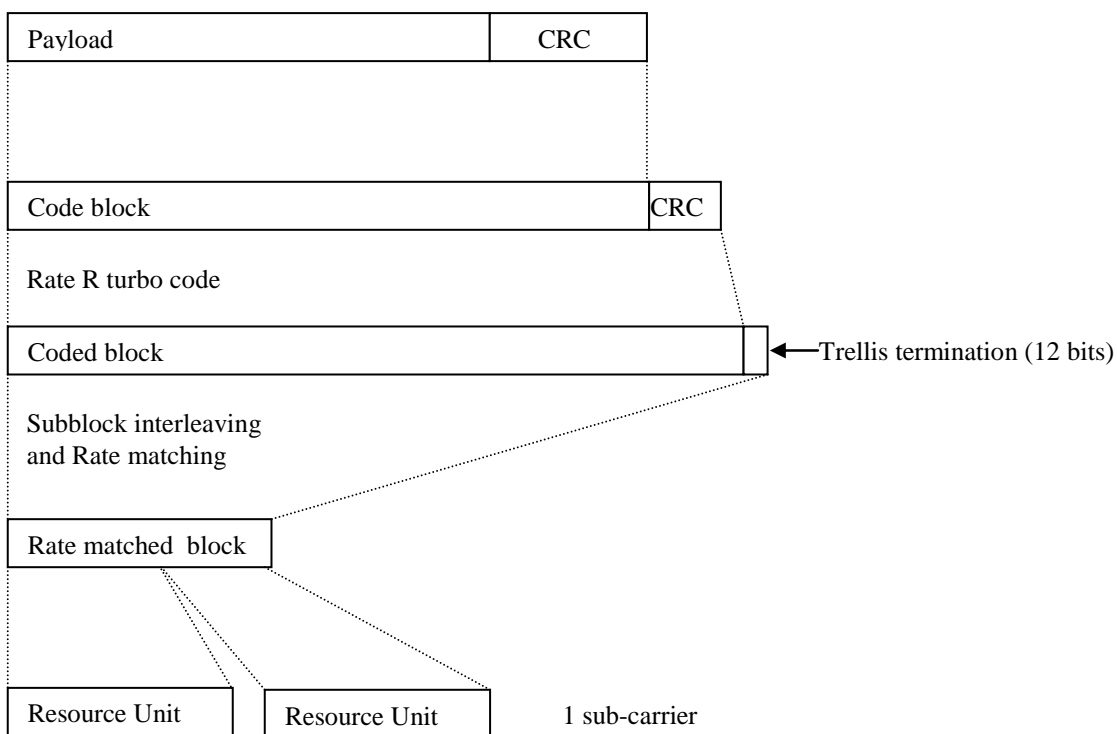 Payload CRC
Code block CRC
Rate R turbo code
Coded block
Trellis termination (12 bits)
Subblock interleaving
and Rate matching
Rate matched block
Resource Unit Resource Unit 1 sub-carrier